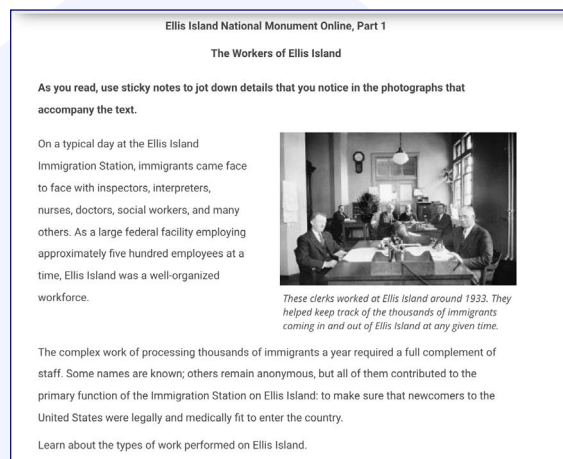 Ellis Island National Monument Online, Part 1
The Workers of Ellis Island
As you read, use sticky notes to jot down details that you notice in the photographs that
accompany the text.
On a typical day at the Ellis Island
Immigration Station, immigrants came face
to face with inspectors, interpreters,
nurses, doctors, social workers, and many
others. As a large federal facility employing
approximately five hundred employees at a
time, Ellis Island was a well-organized
workforce.
These clerks worked at Ellis Island around 1933. They
helped keep track of the thousands of immigrants
coming in and out of Ellis Island at any given time.
The complex work of processing thousands of immigrants a year required a full complement of
staff. Some names are known; others remain anonymous, but all of them contributed to the
primary function of the Immigration Station on Ellis Island: to make sure that newcomers to the
United States were legally and medically fit to enter the country.
Learn about the types of work performed on Ellis Island.